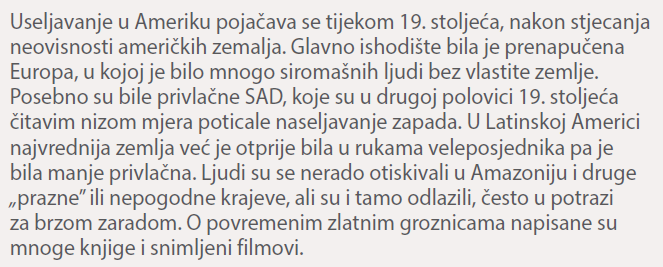 Useljavanje u Ameriku pojačava se tijekom 19. stoljeća, nakon stjecanja
neovisnosti američkih zemalja. Glavno ishodište bila je prenapučena
Europa, u kojoj je bilo mnogo siromašnih ljudi bez vlastite zemlje.
Posebno su bile privlačne SAD, koje su u drugoj polovici 19. stoljeća
čitavim nizom mjera poticale naseljavanje zapada. U Latinskoj Americi
najvrednija zemlja već je otprije bila u rukama veleposjednika pa je
bila manje privlačna. Ljudi su se nerado otiskivali u Amazoniju i druge
„prazne” ili nepogodne krajeve, ali su i tamo odlazili, često u potrazi
za brzom zaradom. O povremenim zlatnim groznicama napisane su
mnoge knjige i snimljeni filmovi.